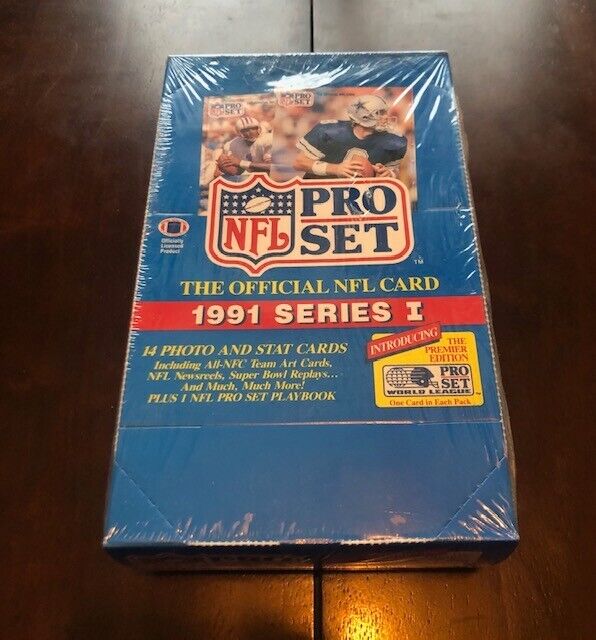 PRO SET
PRO SET
NFL
PRO
SET
TM
Officially
Licensed
Product
THE OFFICIAL NFL CARD
1991 SERIES I
14 PHOTO AND STAT CARDS
Including All-NFC Team Art Cards,
NFL Newsreels, Super Bowl Replays...
And Much, Much More!
PLUS 1 NFL PRO SET PLAYBOOK
INTRODUCING
THE
PREMIER
EDITION
PRO
SET
WORLD LEAGUE
One Card in Each Pack